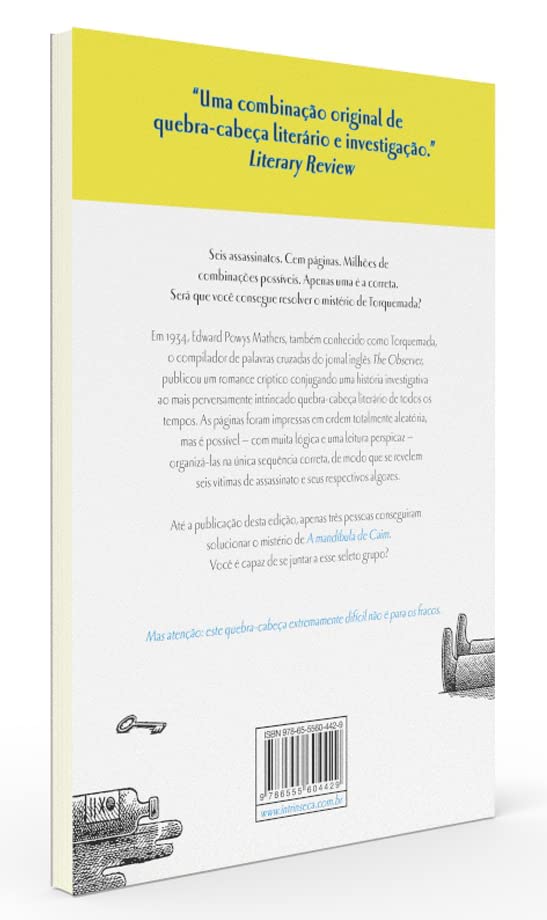 “Uma combinação original de
quebra-cabeça literário e investigação.”
Literary Review
Seis assassinatos. Cem páginas. Milhões de
combinações possíveis. Apenas uma é a correta.
Será que você consegue resolver o mistério de Torquemada?
Em 1934, Edward Powys Mathers, também conhecido como Torquemada,
o compilador de palavras cruzadas do jornal inglês The Observer,
publicou um romance críptico conjugando uma história investigativa
ao mais perversamente intrincado quebra-cabeça literário de todos os
tempos. As páginas foram impressas em ordem totalmente aleatória,
mas é possível – com muita lógica e uma leitura perspicaz –
organizá-las na única sequência correta, de modo que se revelem
seis vítimas de assassinato e seus respectivos algozes.
Até a publicação desta edição, apenas três pessoas conseguiram
solucionar o mistério de A mandíbula de Caim.
Você é capaz de se juntar a esse seleto grupo?
Mas atenção: este quebra-cabeça extremamente difícil não é para os fracos.
ISBN 978-65-5560-442-9
9 786555 604429
www.intrinseca.com.br